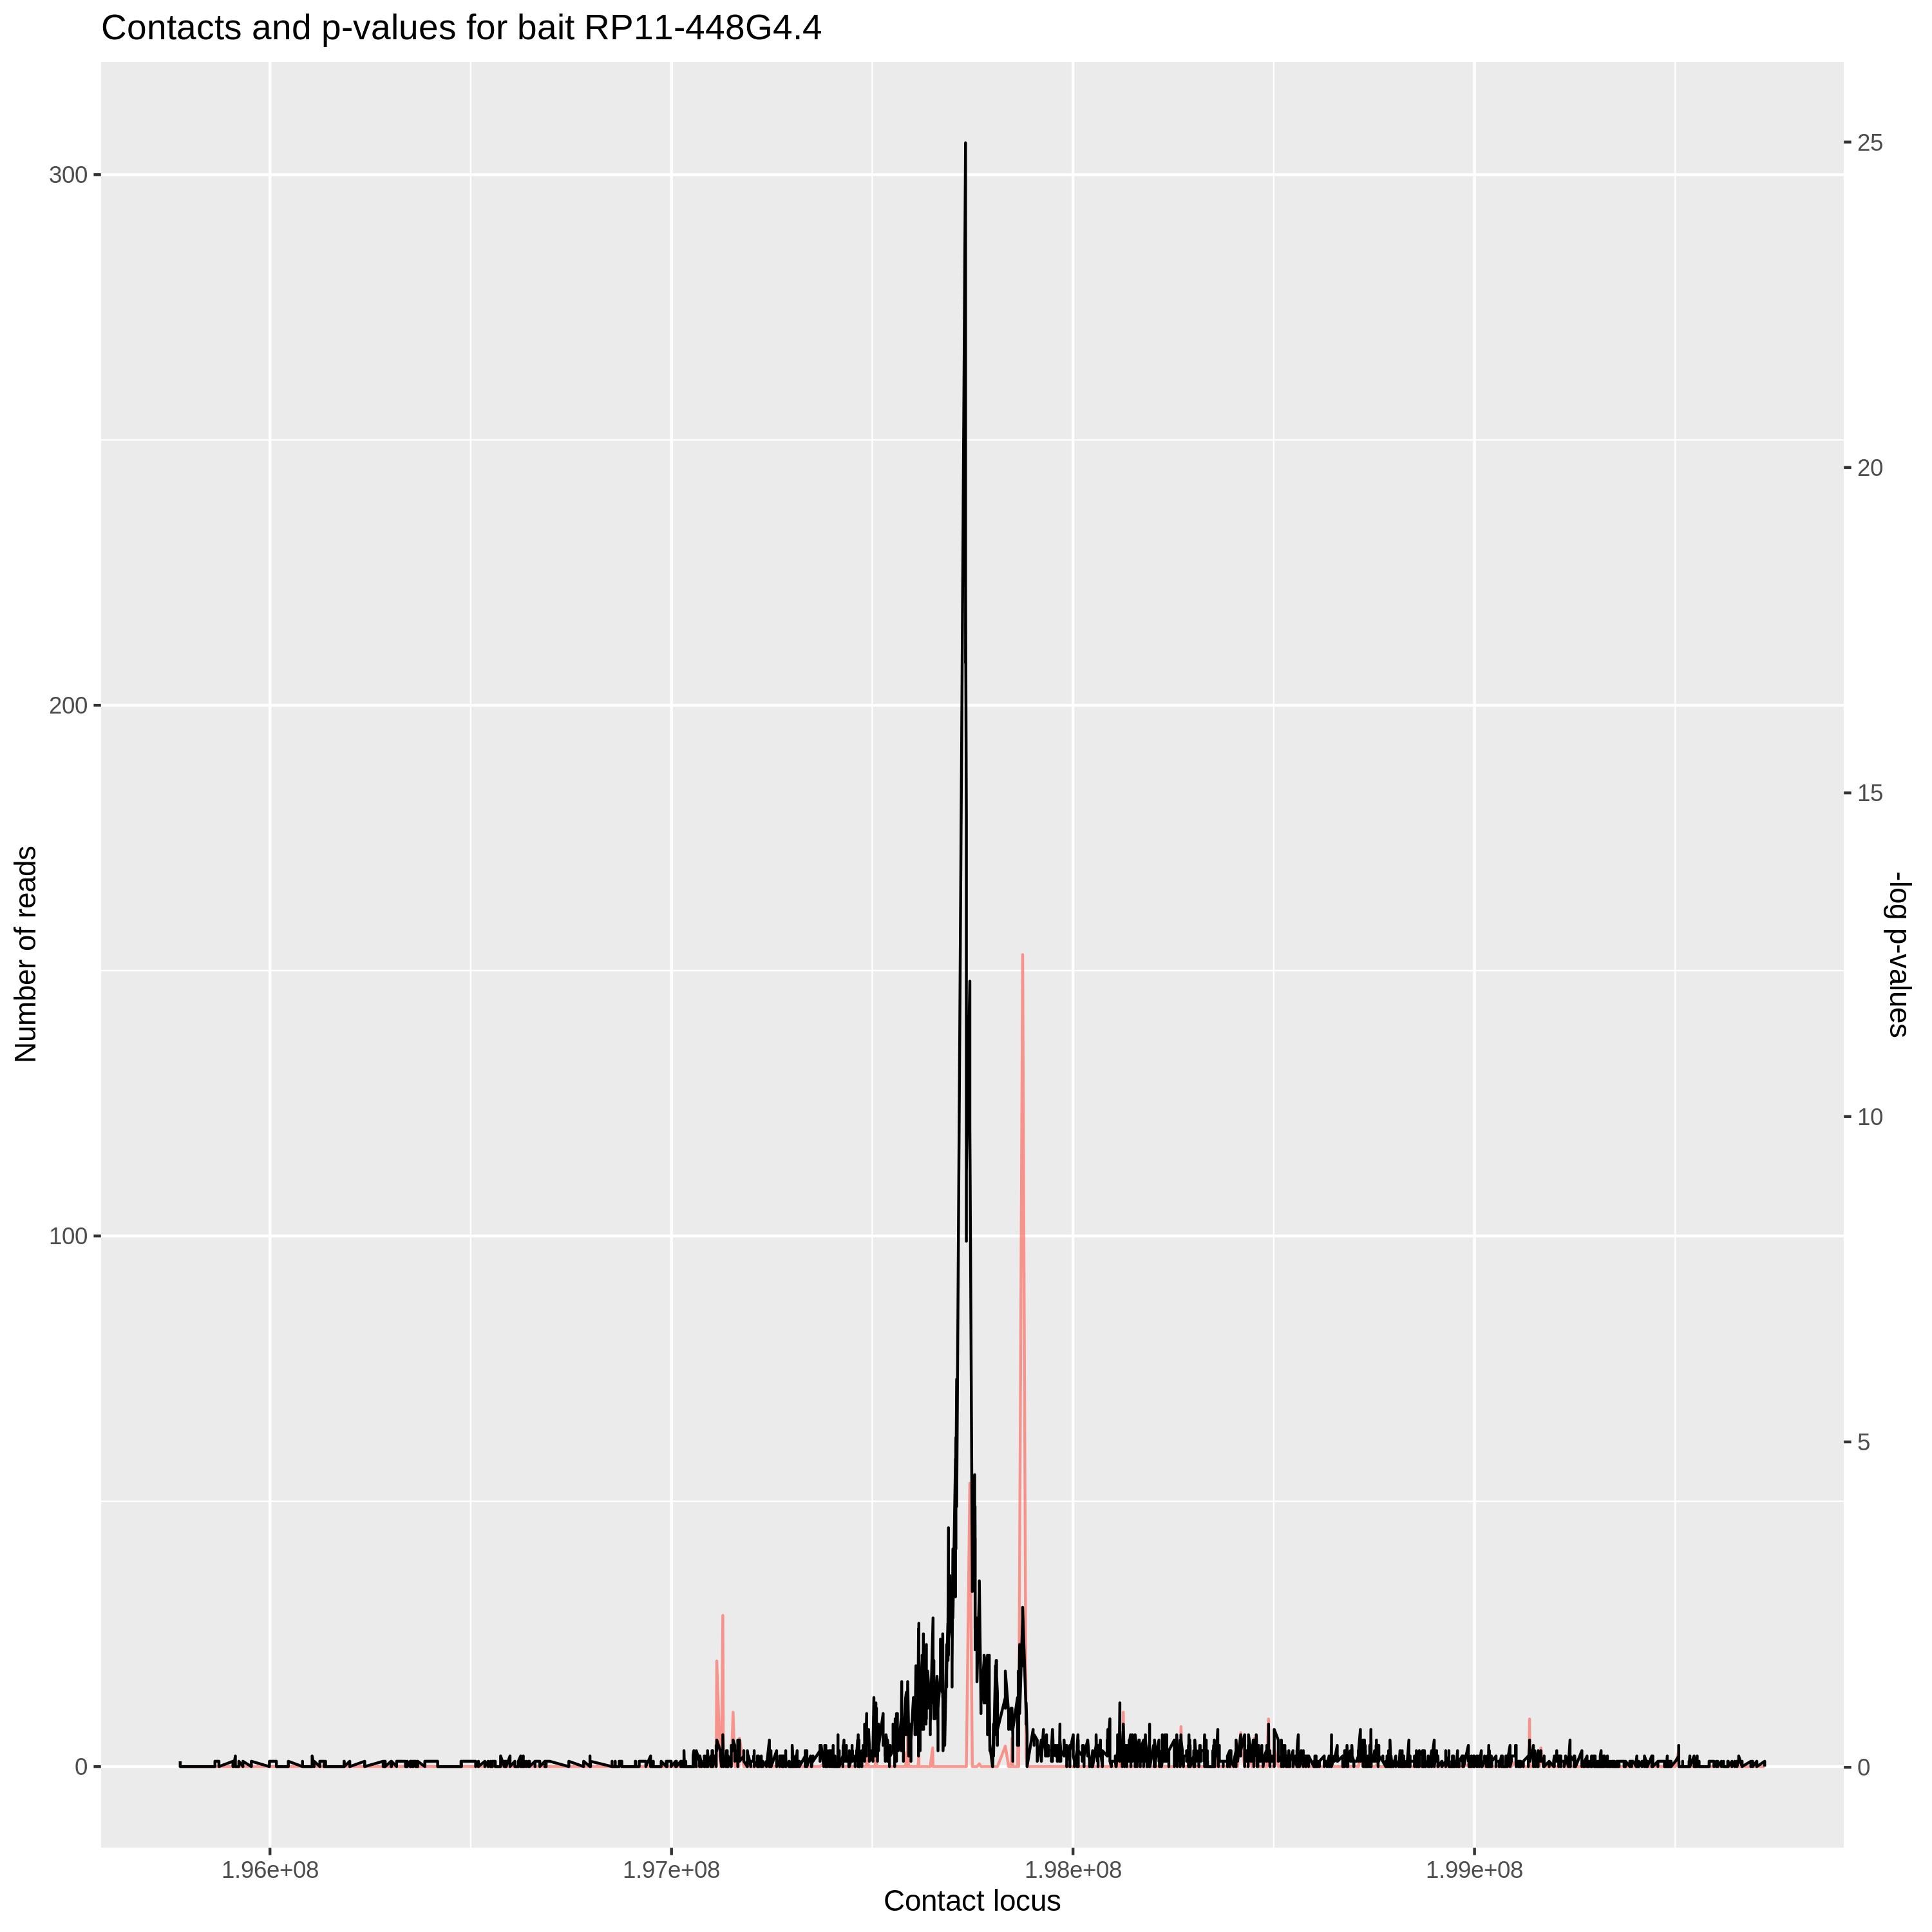 Contacts and p-values for bait RP11-448G4.4
300
200
100
0
Number of reads
25
20
15
10
5
0
-log p-values
1.96e+08
1.97e+08
1.98e+08
1.99e+08
Contact locus